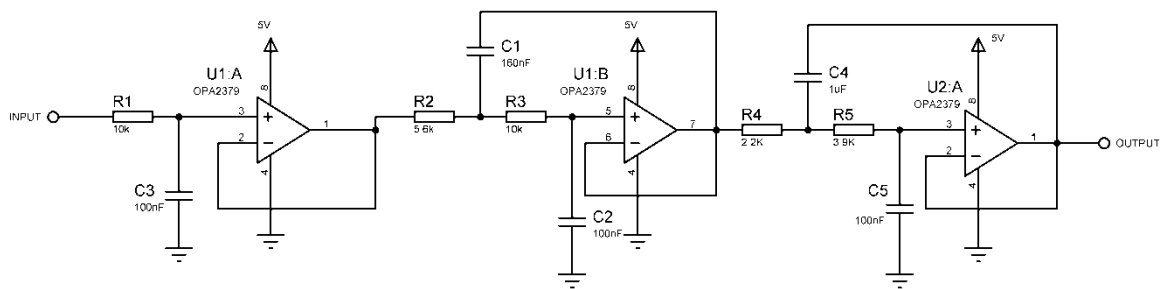 INPUT
R1
10k
C3
100nF
U1:A
OPA2379
5V
8
3
2
1
4
R2
5.6k
C1
160nF
R3
10k
C2
100nF
U1:B
OPA2379
5V
8
5
6
7
4
R4
2.2K
C4
1uF
R5
3.9K
C5
100nF
U2:A
OPA2379
5V
8
3
2
1
4
OUTPUT